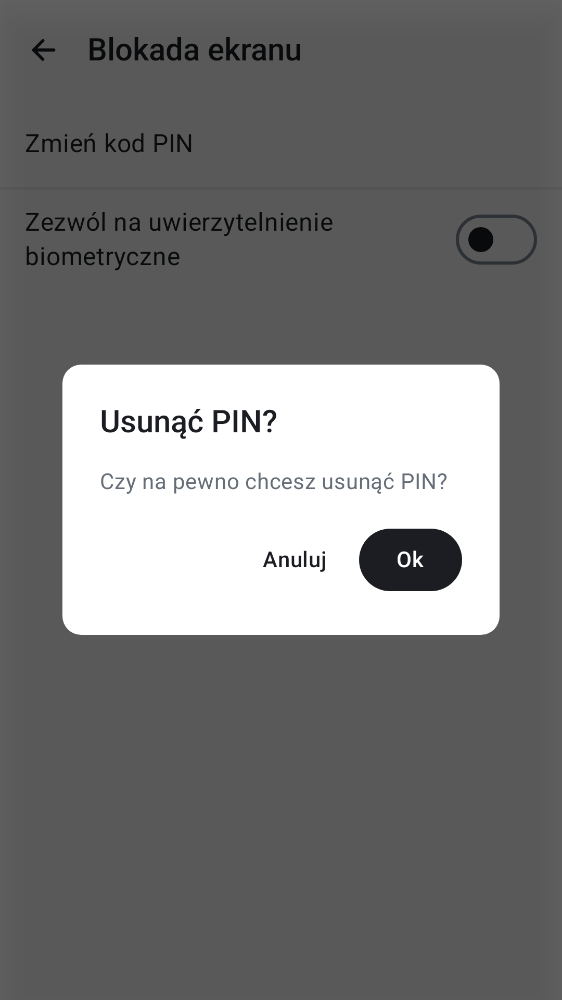 Blokada ekranu
Zmień kod PIN
Zezwól na uwierzytelnienie
biometryczne
Usunąć PIN?
Czy na pewno chcesz usunąć PIN?
Anuluj
Ok